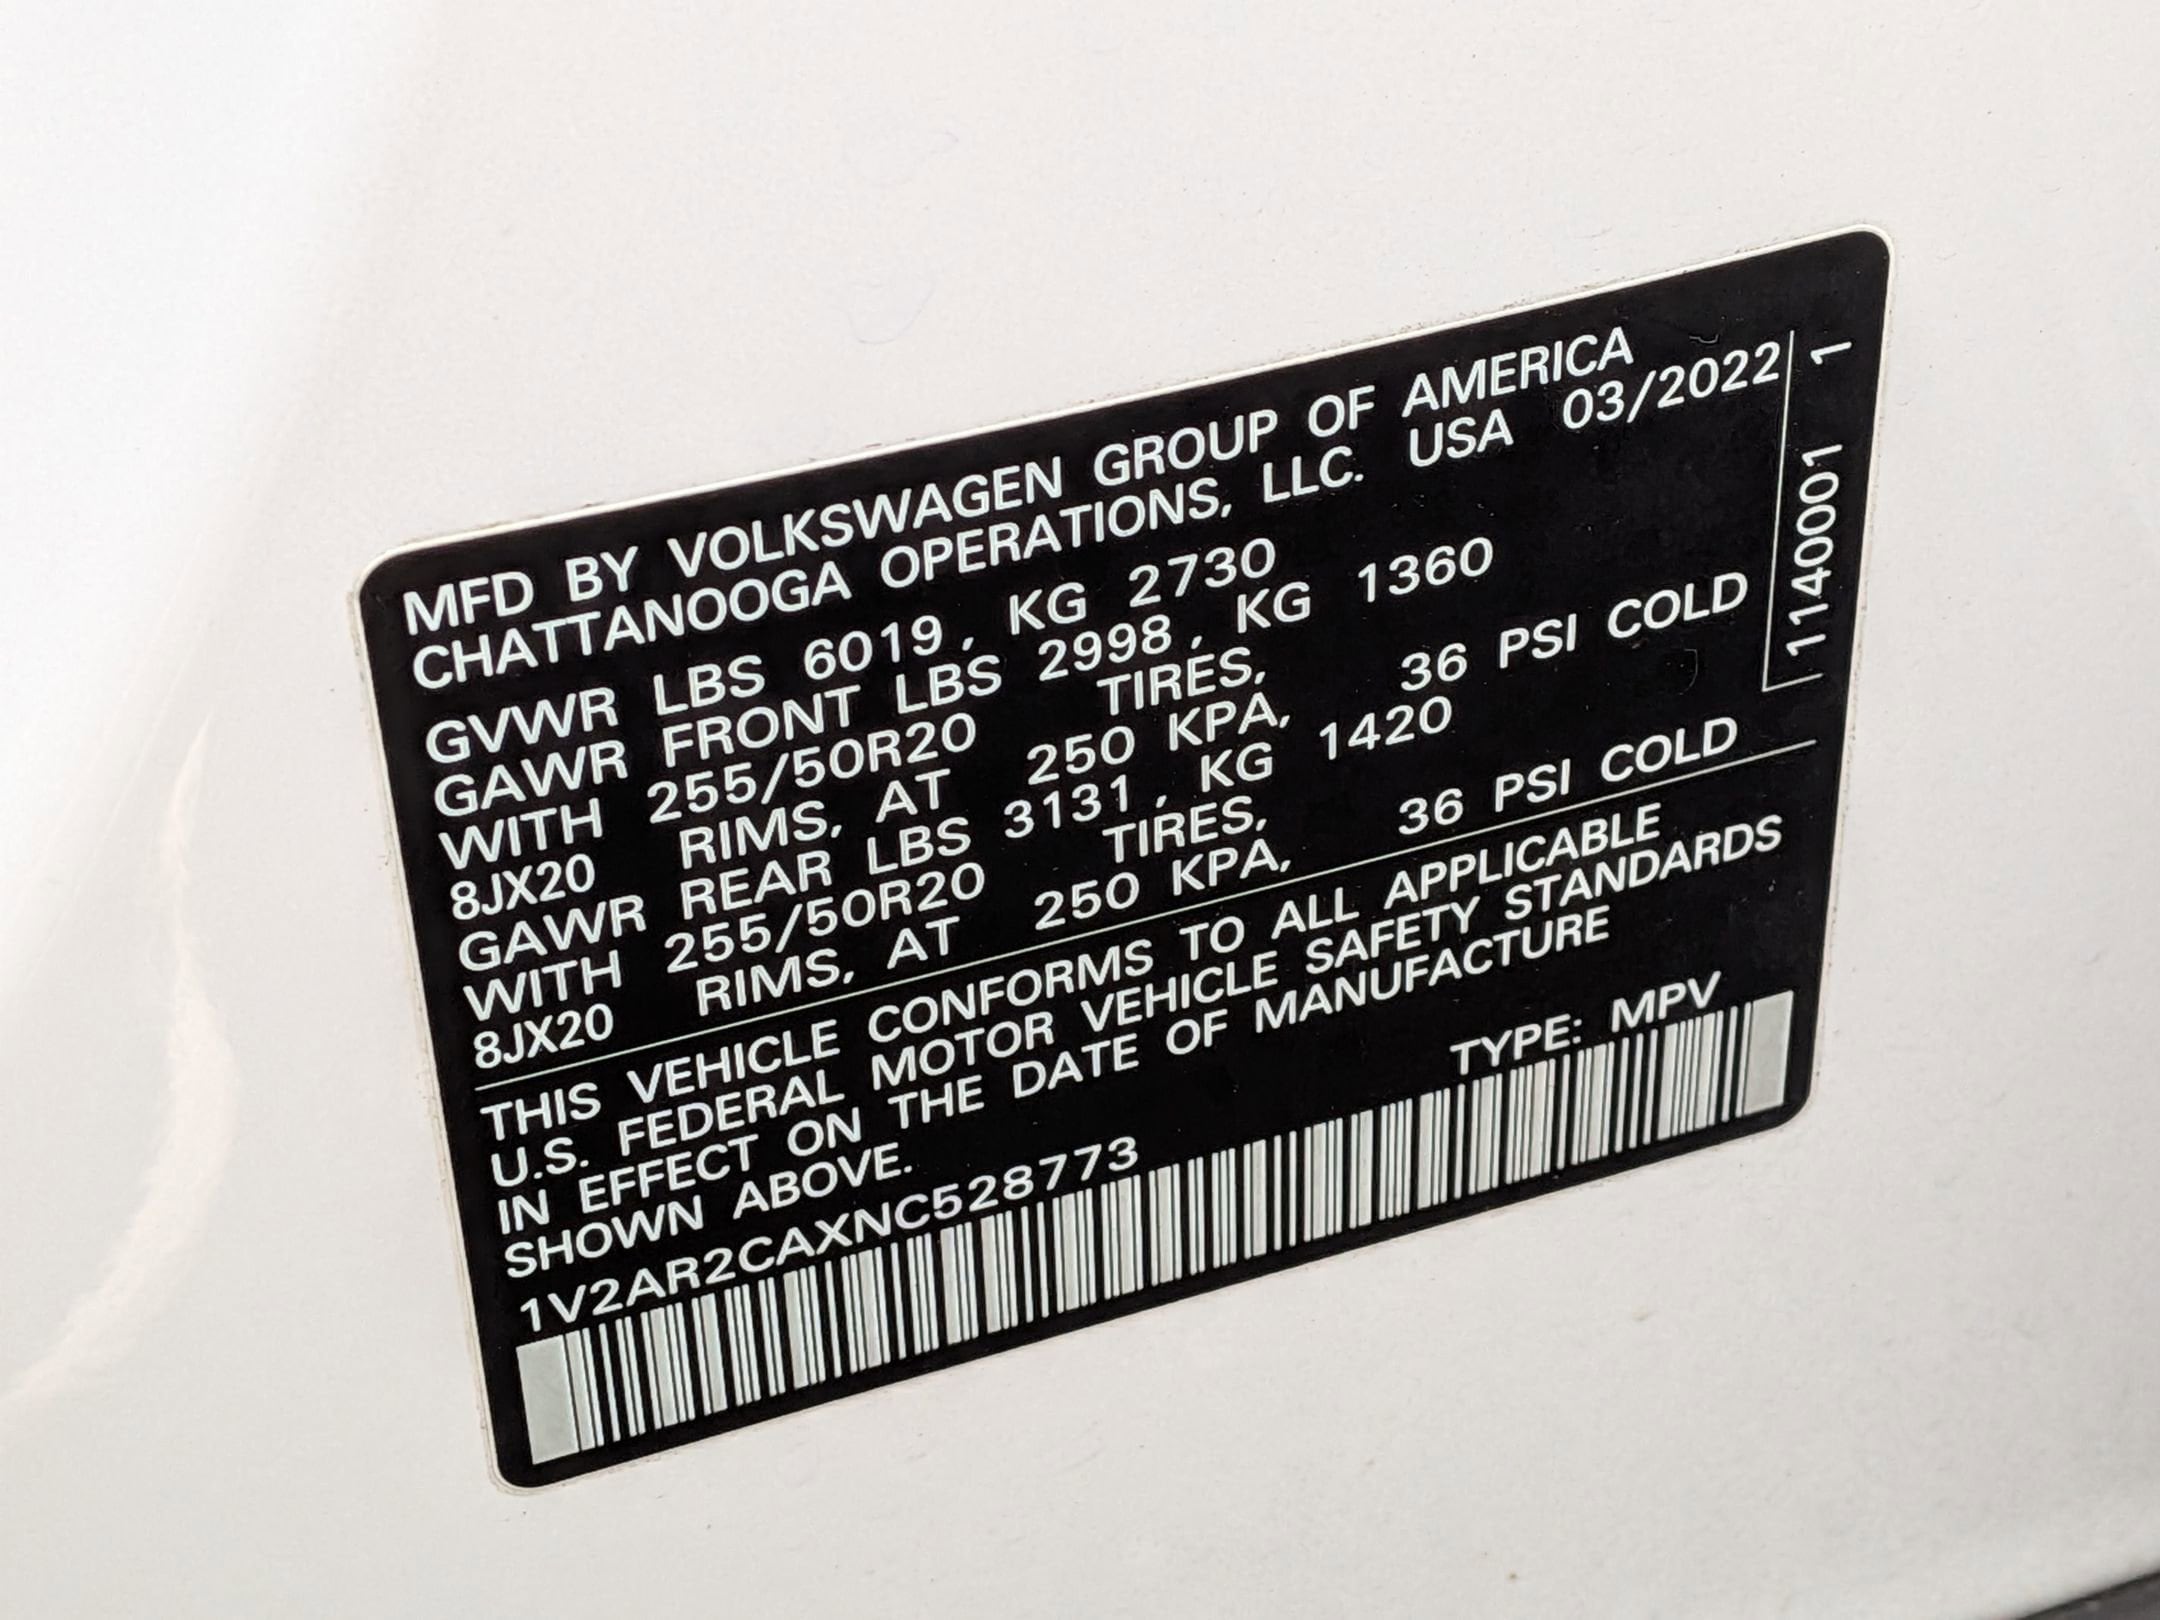 MFD BY VOLKSWAGEN GROUP OF AMERICA
CHATTANOOGA OPERATIONS, LLC. USA 03/2022
GVWR LBS 6019, KG 2730
GAWR FRONT LBS 2998, KG 1360
WITH 255/50R20 TIRES,
8JX20 RIMS, AT 250 KPA, 36 PSI COLD
GAWR REAR LBS 3131, KG 1420
WITH 255/50R20 TIRES,
8JX20 RIMS, AT 250 KPA, 36 PSI COLD
THIS VEHICLE CONFORMS TO ALL APPLICABLE
U.S. FEDERAL MOTOR VEHICLE SAFETY STANDARDS
IN EFFECT ON THE DATE OF MANUFACTURE
SHOWN ABOVE.
TYPE: MPV
1V2AR2CAXNC528773
1140001 1